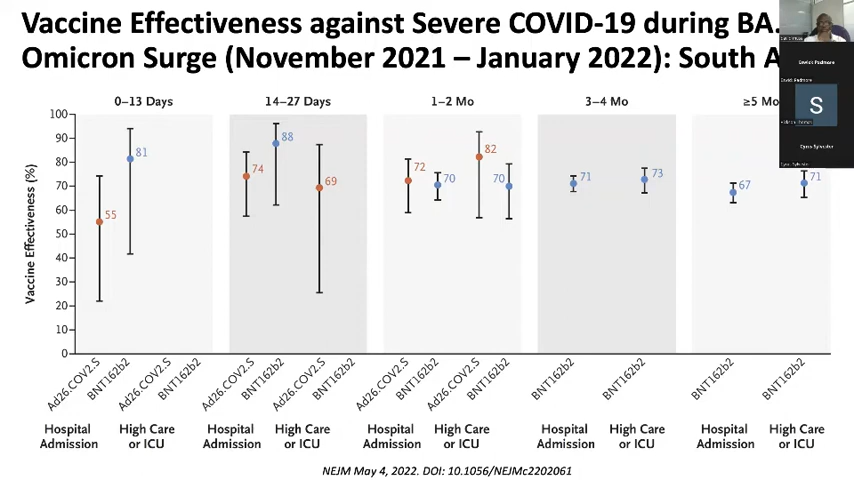 Vaccine Effectiveness against Severe COVID-19 during BA.
Omicron Surge (November 2021 – January 2022): South A
0–13 Days
14–27 Days
1–2 Mo
3–4 Mo
≥5 Mo
Vaccine Effectiveness (%)
100
90
80
70
60
50
40
30
20
10
0
55
81
74
88
69
72
70
82
70
71
73
67
71
Ad26.COV2.S
BNT162b2
Ad26.COV2.S
BNT162b2
Ad26.COV2.S
BNT162b2
Ad26.COV2.S
BNT162b2
Ad26.COV2.S
BNT162b2
Ad26.COV2.S
BNT162b2
BNT162b2
BNT162b2
BNT162b2
BNT162b2
Hospital
Admission
High Care
or ICU
Hospital
Admission
High Care
or ICU
Hospital
Admission
High Care
or ICU
Hospital
Admission
High Care
or ICU
Hospital
Admission
High Care
or ICU
NEJM May 4, 2022. DOI: 10.1056/NEJMc2202061
S